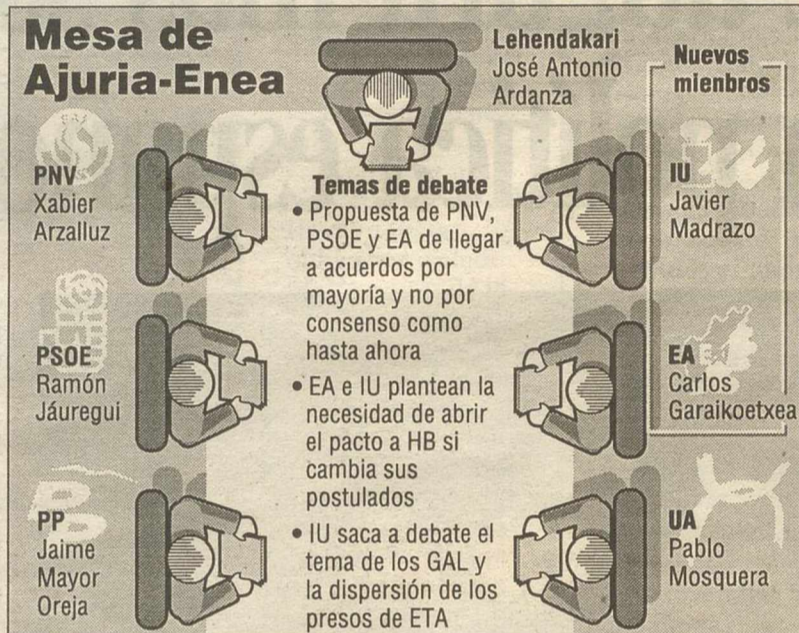 Mesa de
Ajuria-Enea
Lehendakari
José Antonio
Ardanza
Nuevos
mienbros
PNV
Xabier
Arzalluz
PSOE
Ramón
Jáuregui
PP
Jaime
Mayor
Oreja
Temas de debate
• Propuesta de PNV,
PSOE y EA de llegar
a acuerdos por
mayoría y no por
consenso como
hasta ahora
• EA e IU plantean la
necesidad de abrir
el pacto a HB si
cambia sus
postulados
• IU saca a debate el
tema de los GAL y
la dispersión de los
presos de ETA
IU
Javier
Madrazo
EA
Carlos
Garaikoetxea
UA
Pablo
Mosquera